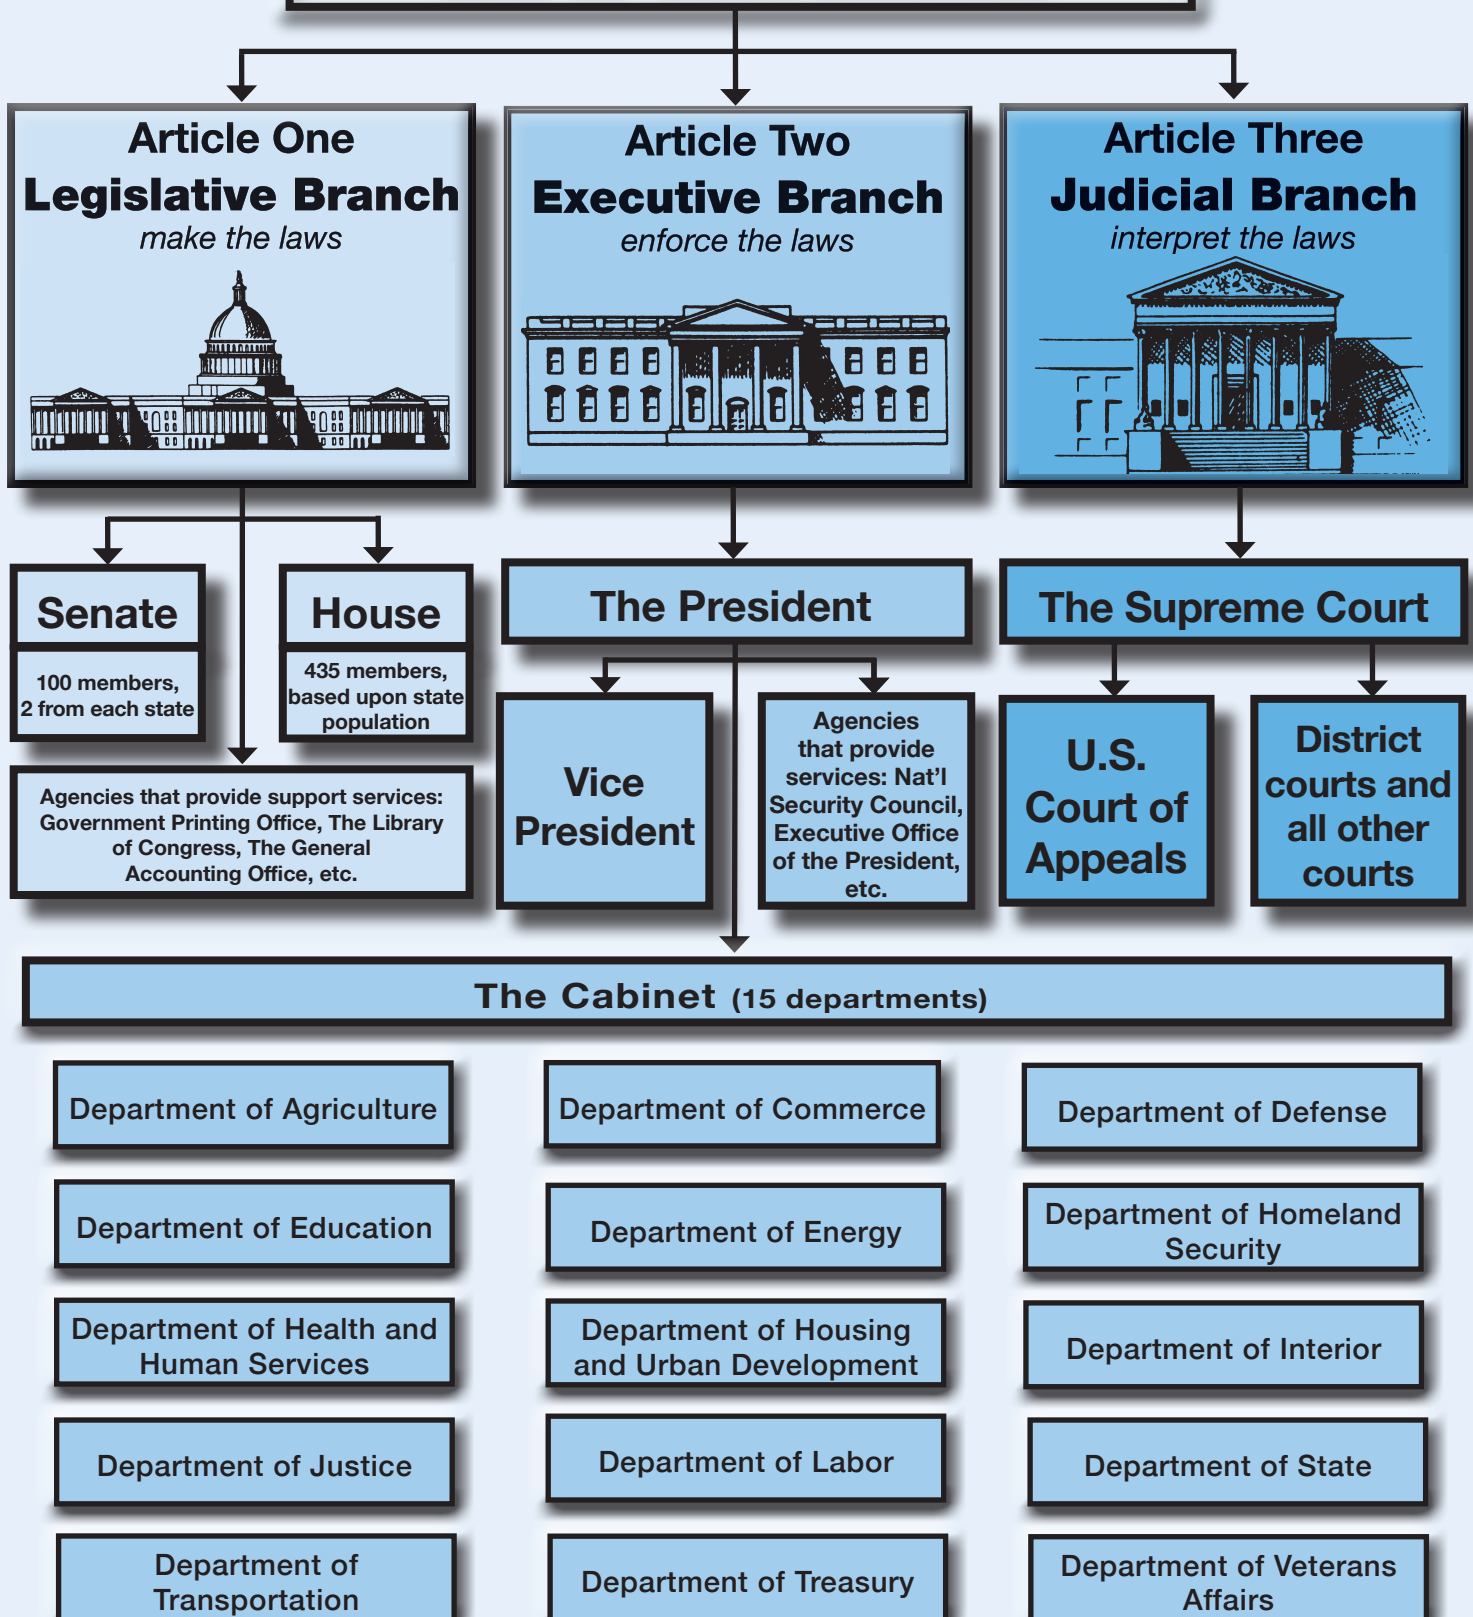 Article One
Legislative Branch
make the laws
Article Two
Executive Branch
enforce the laws
Article Three
Judicial Branch
interpret the laws
Senate
100 members,
2 from each state
House
435 members,
based upon state
population
Agencies that provide support services:
Government Printing Office, The Library
of Congress, The General
Accounting Office, etc.
The President
Vice
President
Agencies
that provide
services: Nat'l
Security Council,
Executive Office
of the President,
etc.
The Supreme Court
U.S.
Court of
Appeals
District
courts and
all other
courts
The Cabinet (15 departments)
Department of Agriculture
Department of Commerce
Department of Defense
Department of Education
Department of Energy
Department of Homeland
Security
Department of Health and
Human Services
Department of Housing
and Urban Development
Department of Interior
Department of Justice
Department of Labor
Department of State
Department of
Transportation
Department of Treasury
Department of Veterans
Affairs